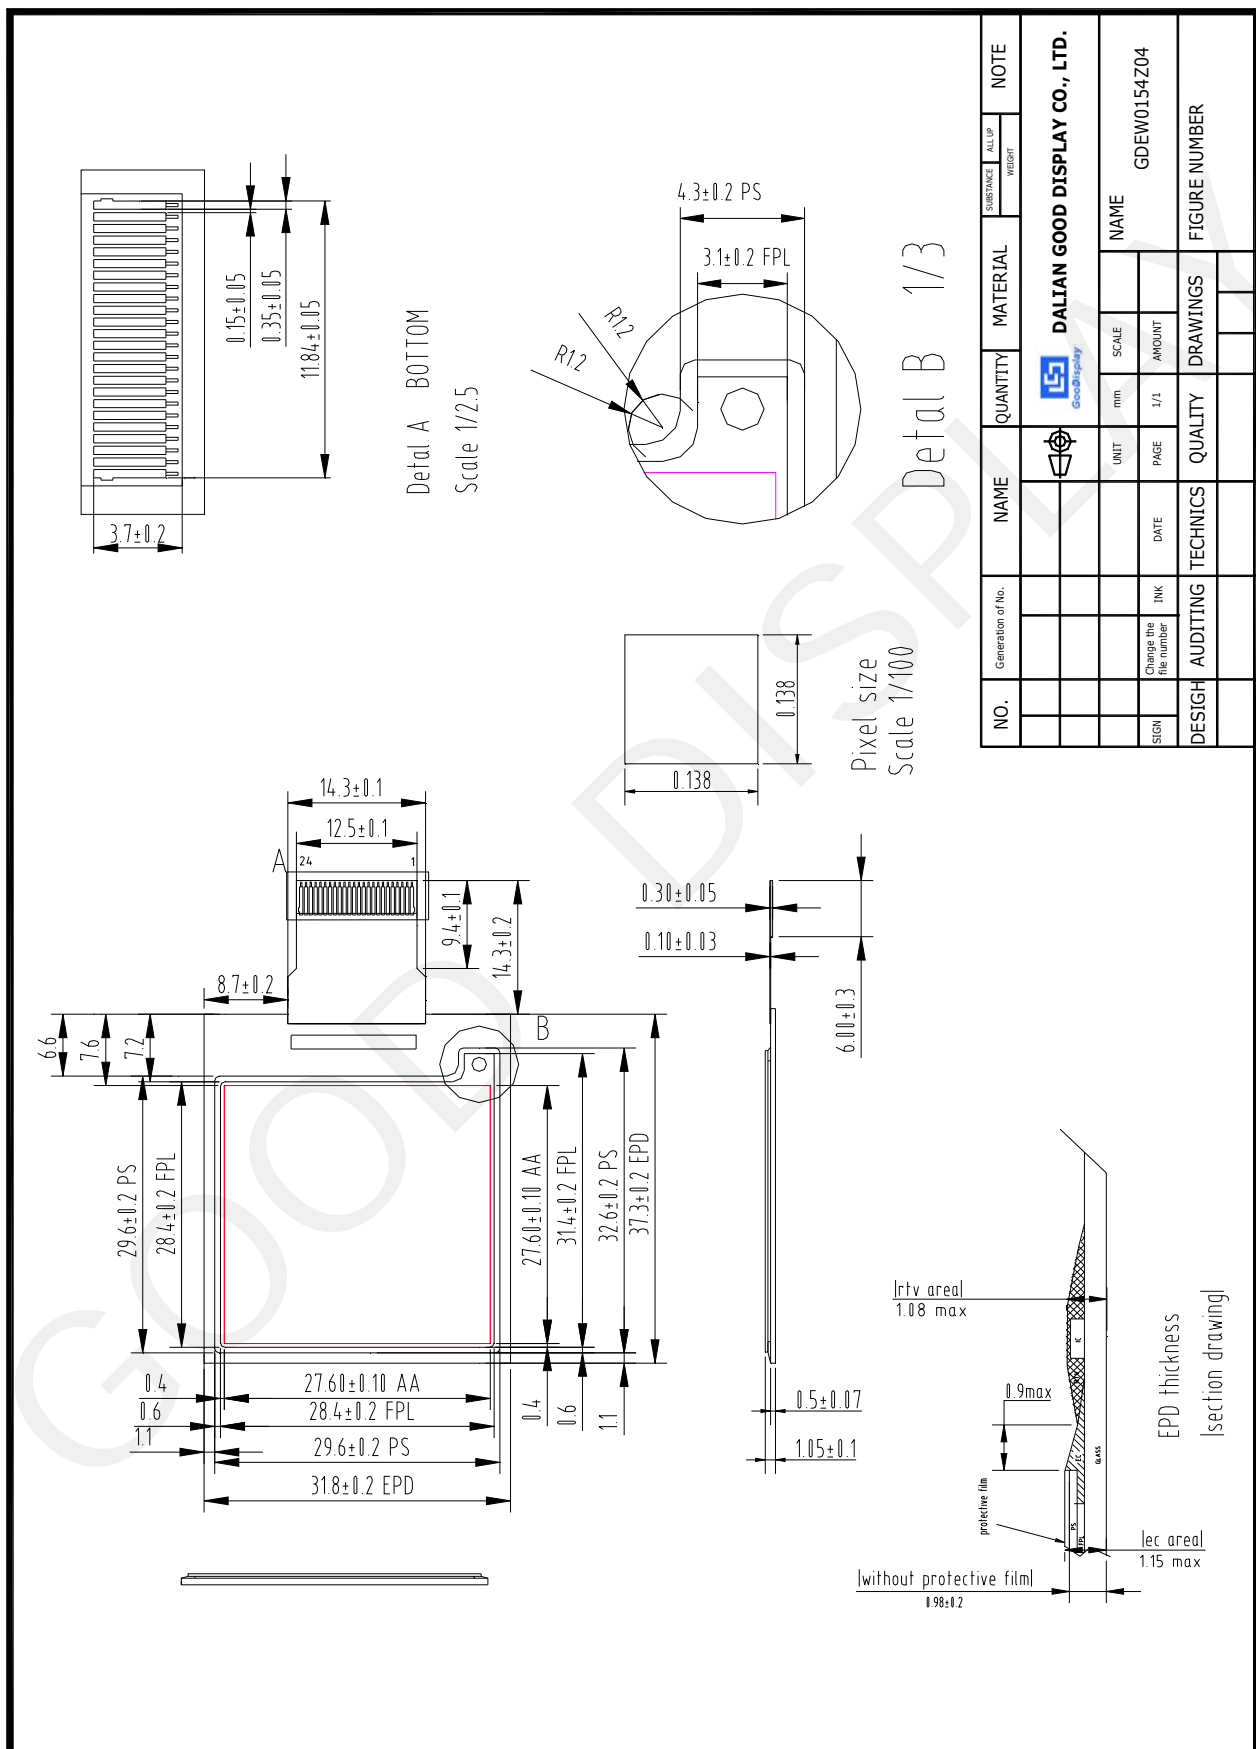 0.15±0.05
0.35±0.05
11.84±0.05
3.7±0.2
Detal A BOTTOM
Scale 1/2.5
4.3±0.2 PS
3.1±0.2 FPL
R1.2
R1.2
Detal B 1/3
0.138
0.138
Pixel size
Scale 1/100
NO.
Generation of No.
NAME
QUANTITY
MATERIAL
SUBSTANCE
ALL UP
WEIGHT
NOTE
GooDisplay
DALIAN GOOD DISPLAY CO., LTD.
UNIT
mm
SCALE
NAME
GDEW0154Z04
SIGN
Change the
file number
INK
DATE
PAGE
1/1
AMOUNT
DESIGH
AUDITING
TECHNICS
QUALITY
DRAWINGS
FIGURE NUMBER
14.3±0.1
12.5±0.1
A
24
1
9.4±0.1
14.3±0.2
8.7±0.2
6.6
7.6
7.2
B
29.6±0.2 PS
28.4±0.2 FPL
27.60±0.10 AA
31.4±0.2 FPL
32.6±0.2 PS
37.3±0.2 EPD
0.4
27.60±0.10 AA
0.6
28.4±0.2 FPL
1.1
29.6±0.2 PS
31.8±0.2 EPD
0.4
0.6
1.1
0.30±0.05
0.10±0.03
6.00±0.3
0.5±0.07
1.05±0.1
|rtv area|
1.08 max
0.9max
IC
EC
GLASS
PS
FPL
protective film
|ec area|
1.15 max
|without protective film|
0.98±0.2
EPD thickness
|section drawing|
GOOD DISPLAY